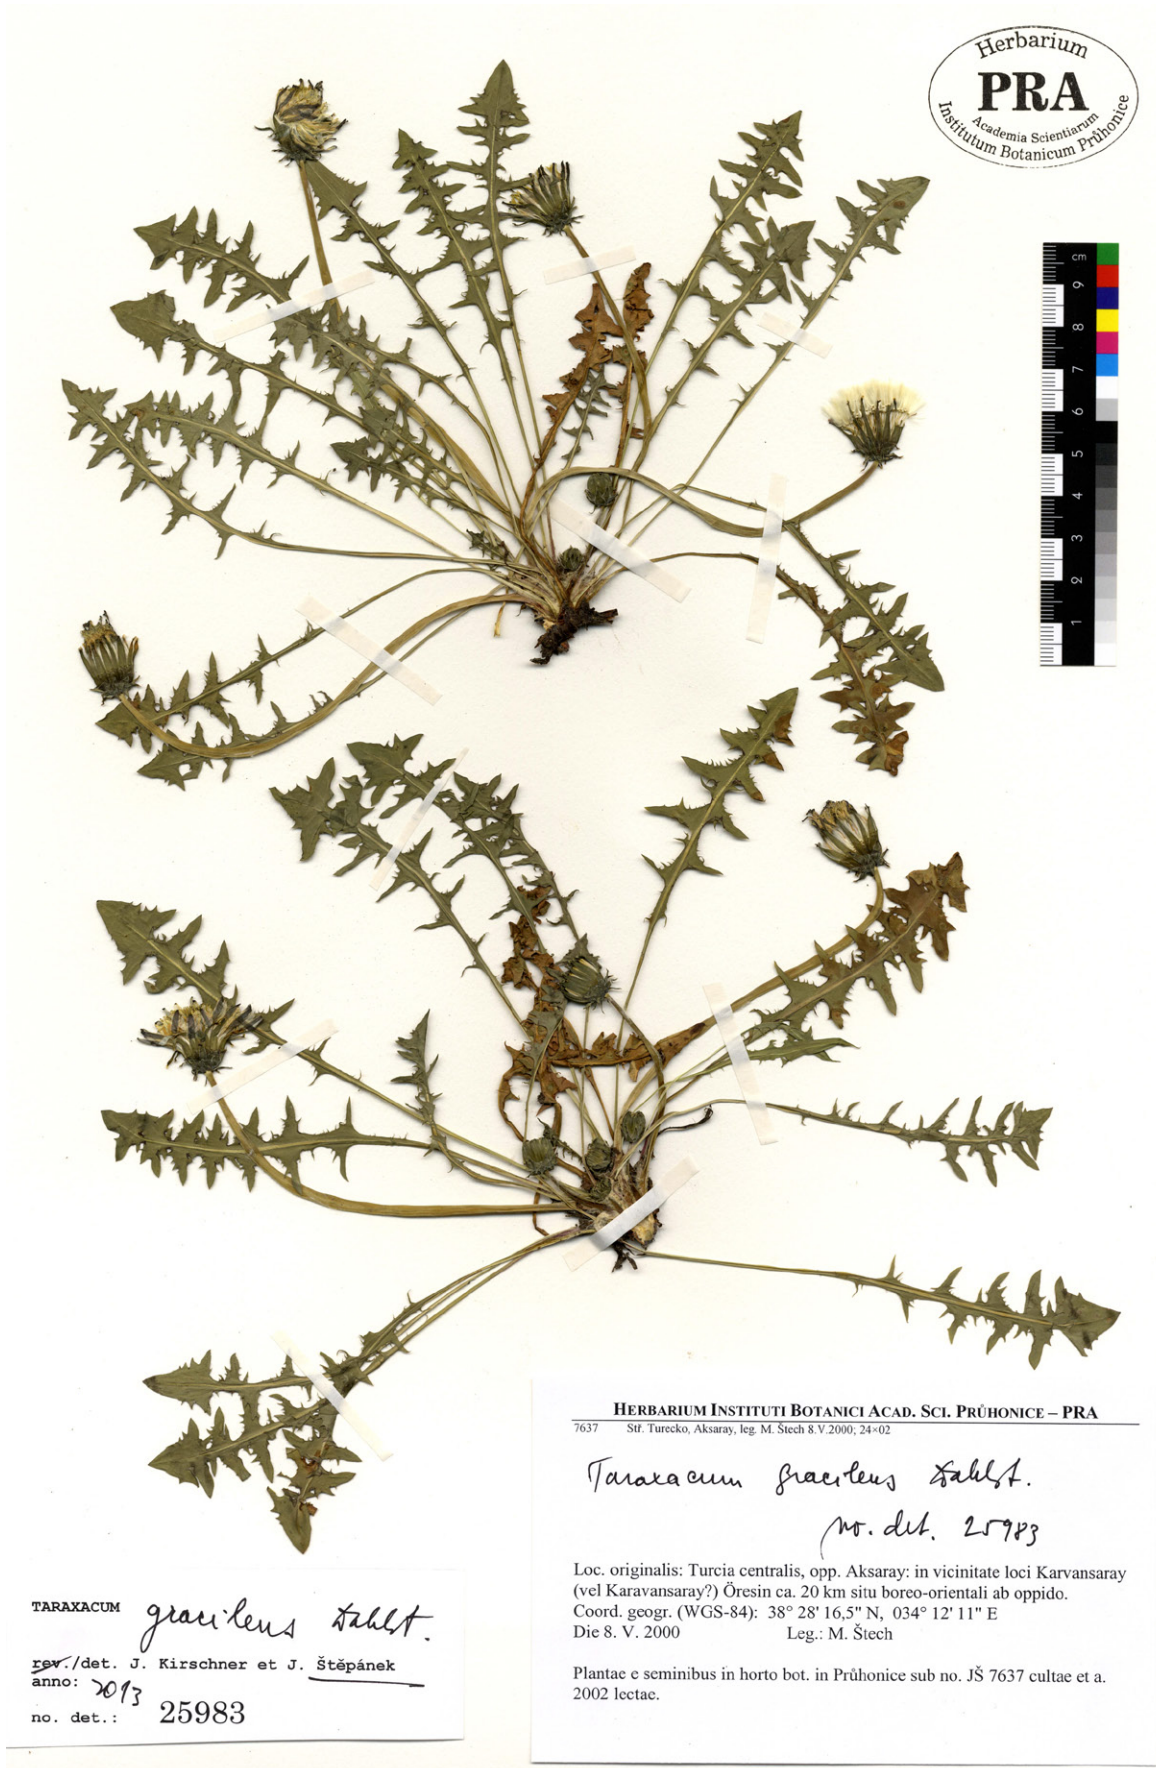 Herbarium
PRA
Academia Scientiarum
Institutum Botanicum Průhonice
cm
9
8
7
6
5
4
3
2
1
HERBARIUM INSTITUTI BOTANICI ACAD. SCI. PRŮHONICE – PRA
7637 Stř. Turecko, Aksaray, leg. M. Štech 8.V.2000; 24×02
Taraxacum gracilens Dahlst.
no. det. 25983
Loc. originalis: Turcia centralis, opp. Aksaray: in vicinitate loci Karvansaray
(vel Karavansaray?) Öresin ca. 20 km situ boreo-orientali ab oppido.
Coord. geogr. (WGS-84): 38° 28' 16,5" N, 034° 12' 11" E
Die 8. V. 2000 Leg.: M. Štech
Plantae e seminibus in horto bot. in Průhonice sub no. JŠ 7637 cultae et a.
2002 lectae.
TARAXACUM gracilens Dahlst.
rev./det. J. Kirschner et J. Štěpánek
anno: 2013
no. det.: 25983